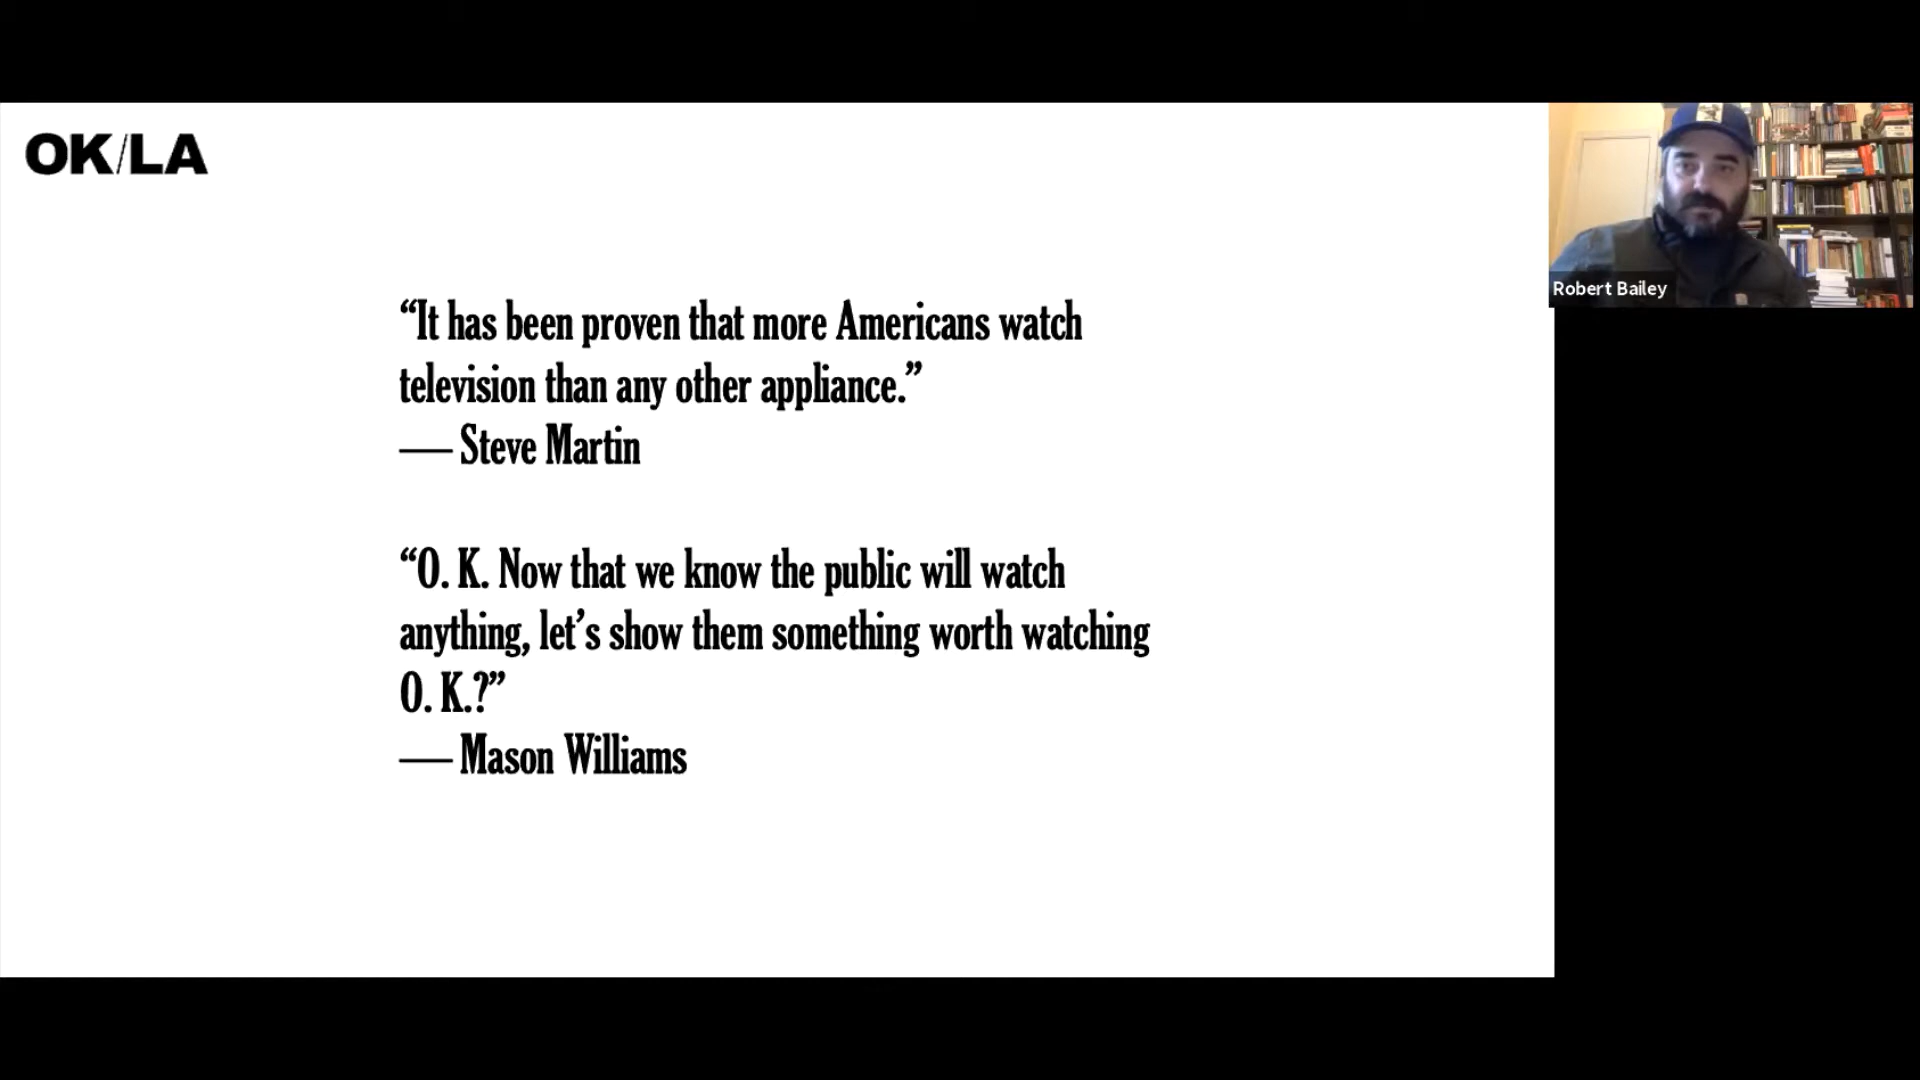 OK/LA
“It has been proven that more Americans watch
television than any other appliance.”
— Steve Martin
“O. K. Now that we know the public will watch
anything, let’s show them something worth watching
O. K.?”
— Mason Williams
Robert Bailey